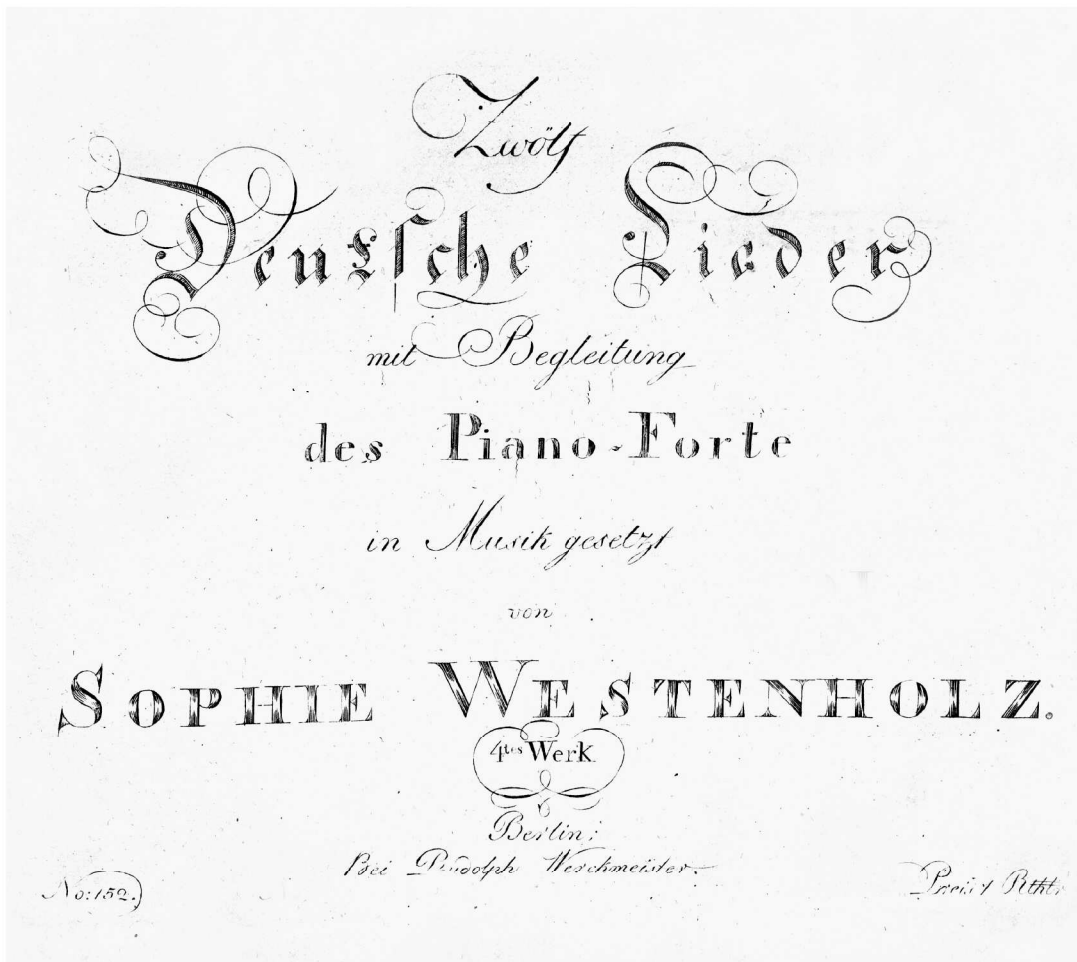 Zwölf
Deutsche Lieder
mit Begleitung
des Piano-Forte
in Musik gesetzt
von
SOPHIE WESTENHOLZ.
4tes Werk.
Berlin;
Bei Rudolph Werckmeister.
No: 152.
Preis 1 Rthl.